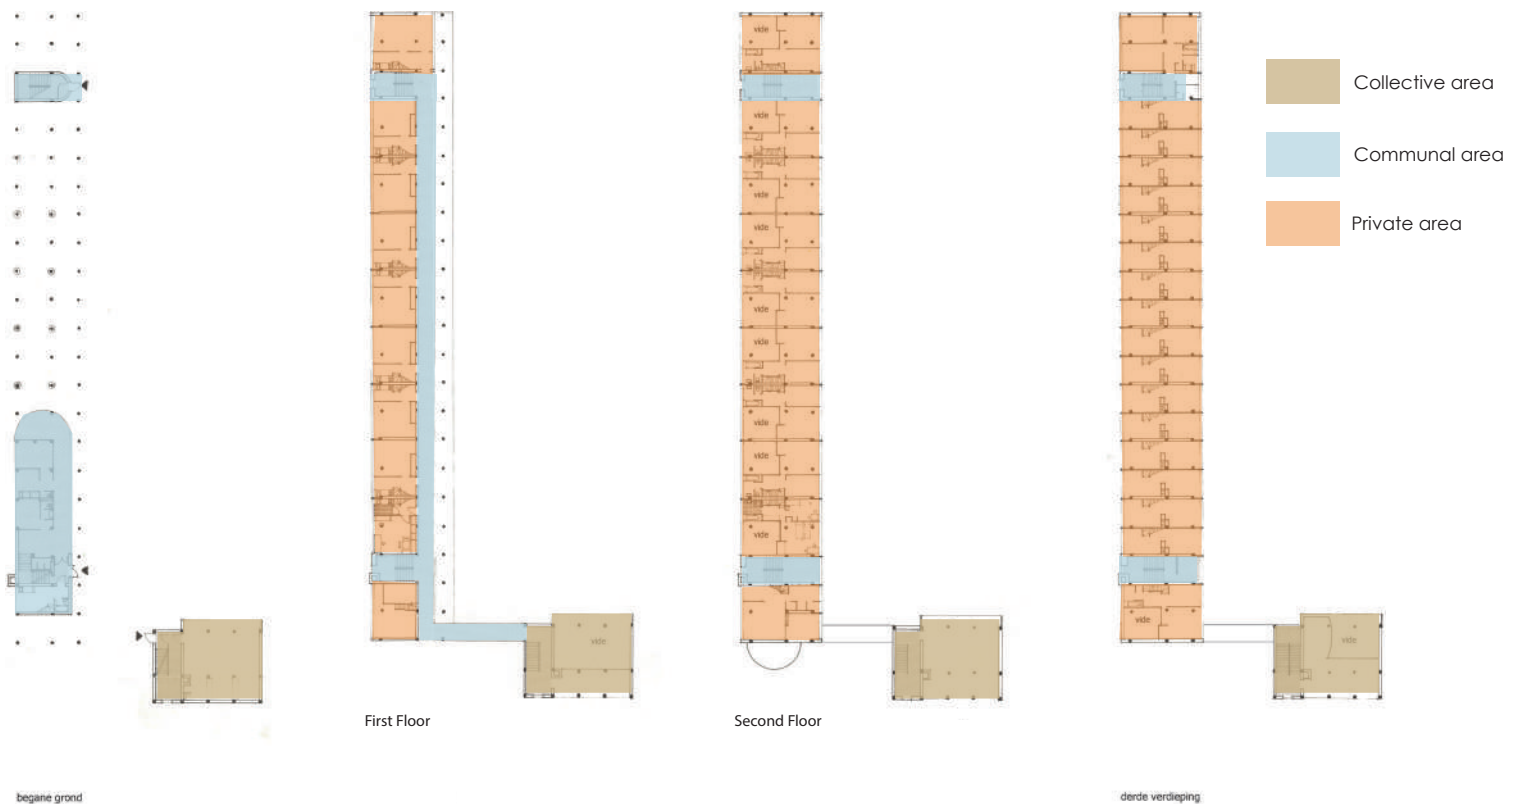 vide
vide
vide
vide
vide
vide
vide
vide
vide
vide
vide
vide
Collective area
Communal area
Private area
First Floor
Second Floor
begane grond
derde verdieping